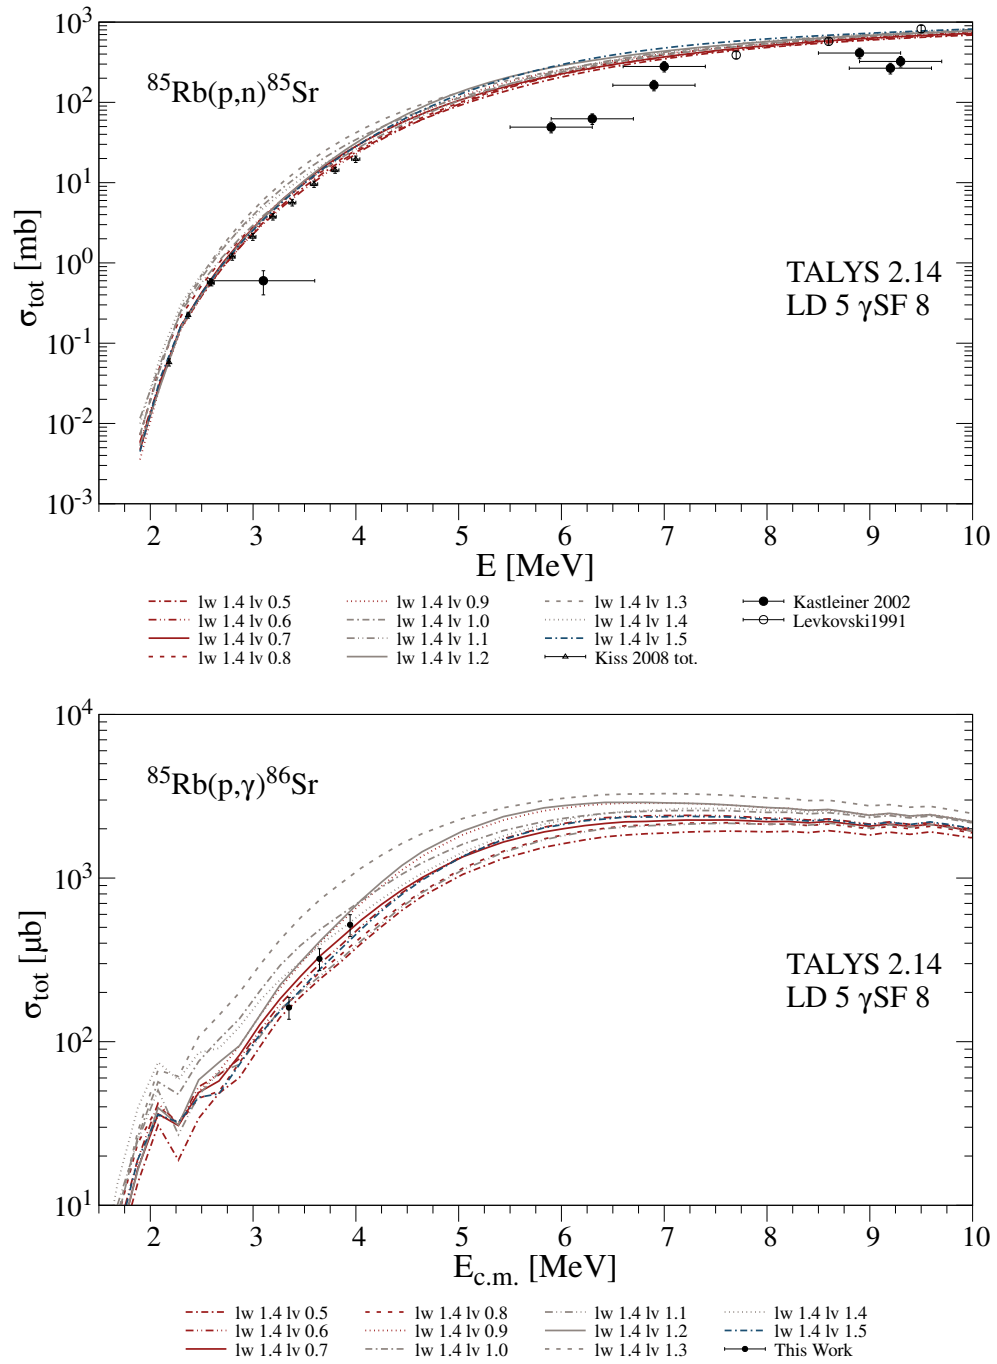 10³
⁸⁵Rb(p,n)⁸⁵Sr
10²
10¹
σtot [mb]
10⁰
TALYS 2.14
LD 5 γSF 8
10⁻¹
10⁻²
10⁻³
2 3 4 5 6 7 8 9 10
E [MeV]
lw 1.4 lv 0.5 lw 1.4 lv 0.9 lw 1.4 lv 1.3 Kastleiner 2002
lw 1.4 lv 0.6 lw 1.4 lv 1.0 lw 1.4 lv 1.4 Levkovski1991
lw 1.4 lv 0.7 lw 1.4 lv 1.1 lw 1.4 lv 1.5
lw 1.4 lv 0.8 lw 1.4 lv 1.2 Kiss 2008 tot.
10⁴
⁸⁵Rb(p,γ)⁸⁶Sr
10³
σtot [μb]
TALYS 2.14
LD 5 γSF 8
10²
10¹
2 3 4 5 6 7 8 9 10
Ec.m. [MeV]
lw 1.4 lv 0.5 lw 1.4 lv 0.8 lw 1.4 lv 1.1 lw 1.4 lv 1.4
lw 1.4 lv 0.6 lw 1.4 lv 0.9 lw 1.4 lv 1.2 lw 1.4 lv 1.5
lw 1.4 lv 0.7 lw 1.4 lv 1.0 lw 1.4 lv 1.3 This Work